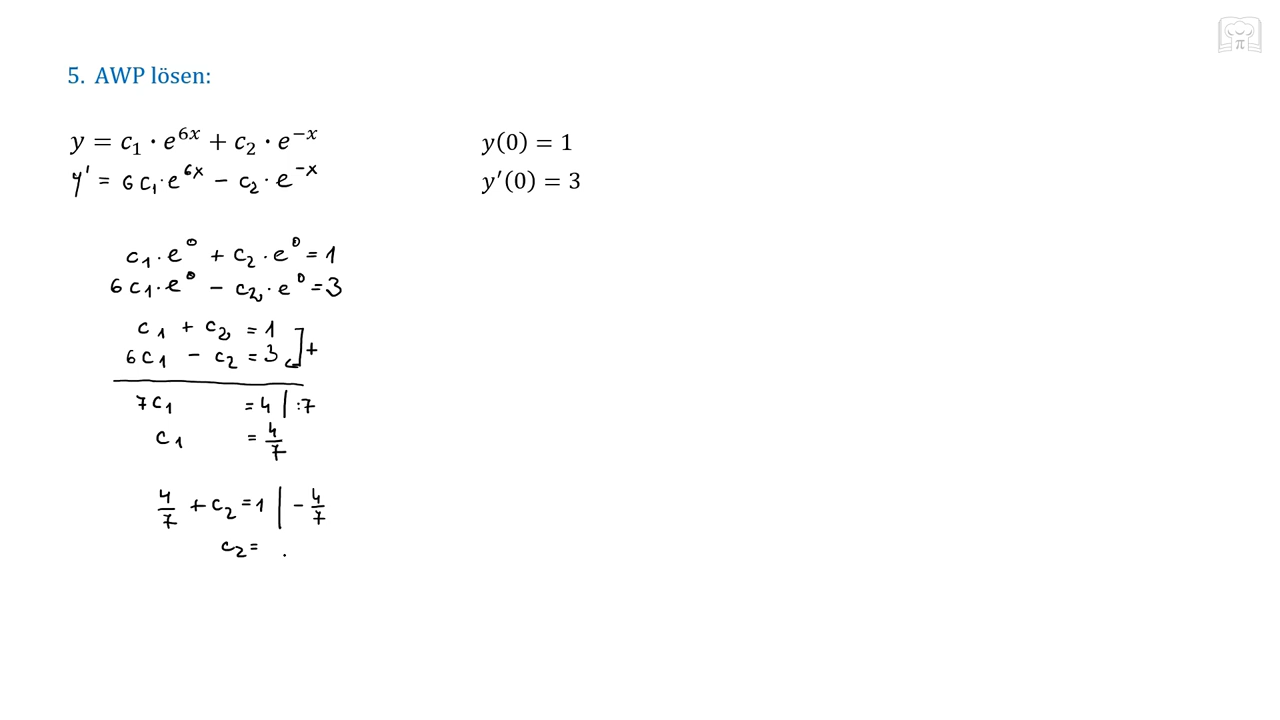 5. AWP lösen:
y = c₁ · e^{6x} + c₂ · e^{−x} y(0) = 1
y' = 6c₁ · e^{6x} − c₂ · e^{−x} y′(0) = 3
c₁ · e⁰ + c₂ · e⁰ = 1
6c₁ · e⁰ − c₂ · e⁰ = 3
c₁ + c₂ = 1
6c₁ − c₂ = 3 ] +
7c₁ = 4 | :7
c₁ = 4/7
4/7 + c₂ = 1 | − 4/7
c₂ = .
π